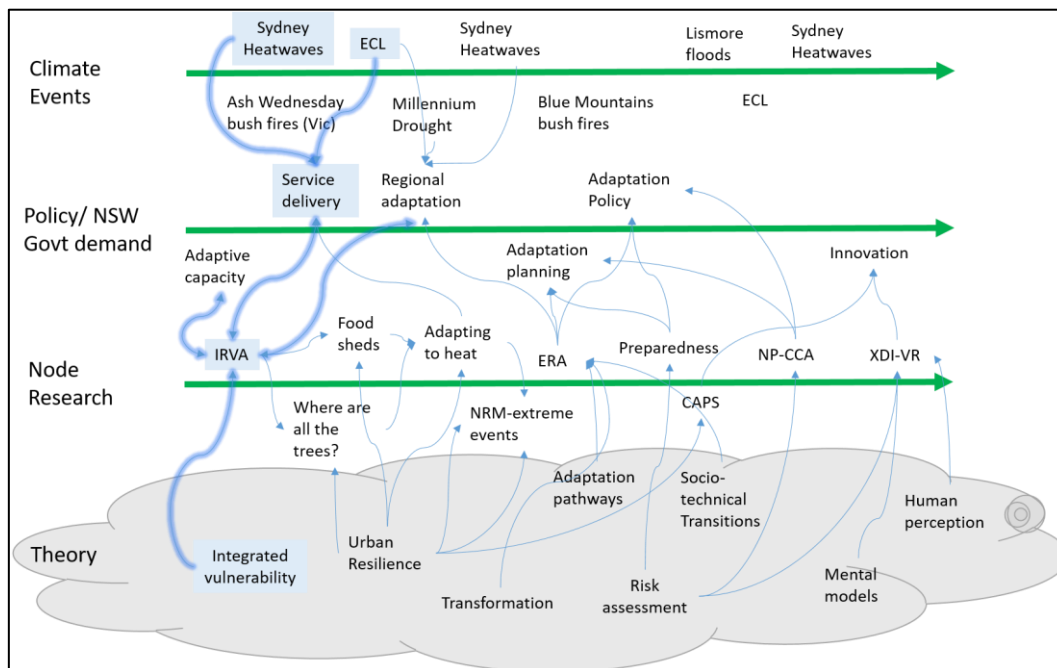 Climate
Events
Sydney
Heatwaves
ECL
Sydney
Heatwaves
Lismore
floods
Sydney
Heatwaves
Ash Wednesday
bush fires (Vic)
Millennium
Drought
Blue Mountains
bush fires
ECL
Policy/ NSW
Govt demand
Service
delivery
Regional
adaptation
Adaptation
Policy
Adaptive
capacity
Adaptation
planning
Innovation
Node
Research
IRVA
Food
sheds
Adapting
to heat
ERA
Preparedness
NP-CCA
XDI-VR
Where are
all the
trees?
NRM-extreme
events
CAPS
Theory
Integrated
vulnerability
Urban
Resilience
Adaptation
pathways
Socio-
technical
Transitions
Human
perception
Transformation
Risk
assessment
Mental
models